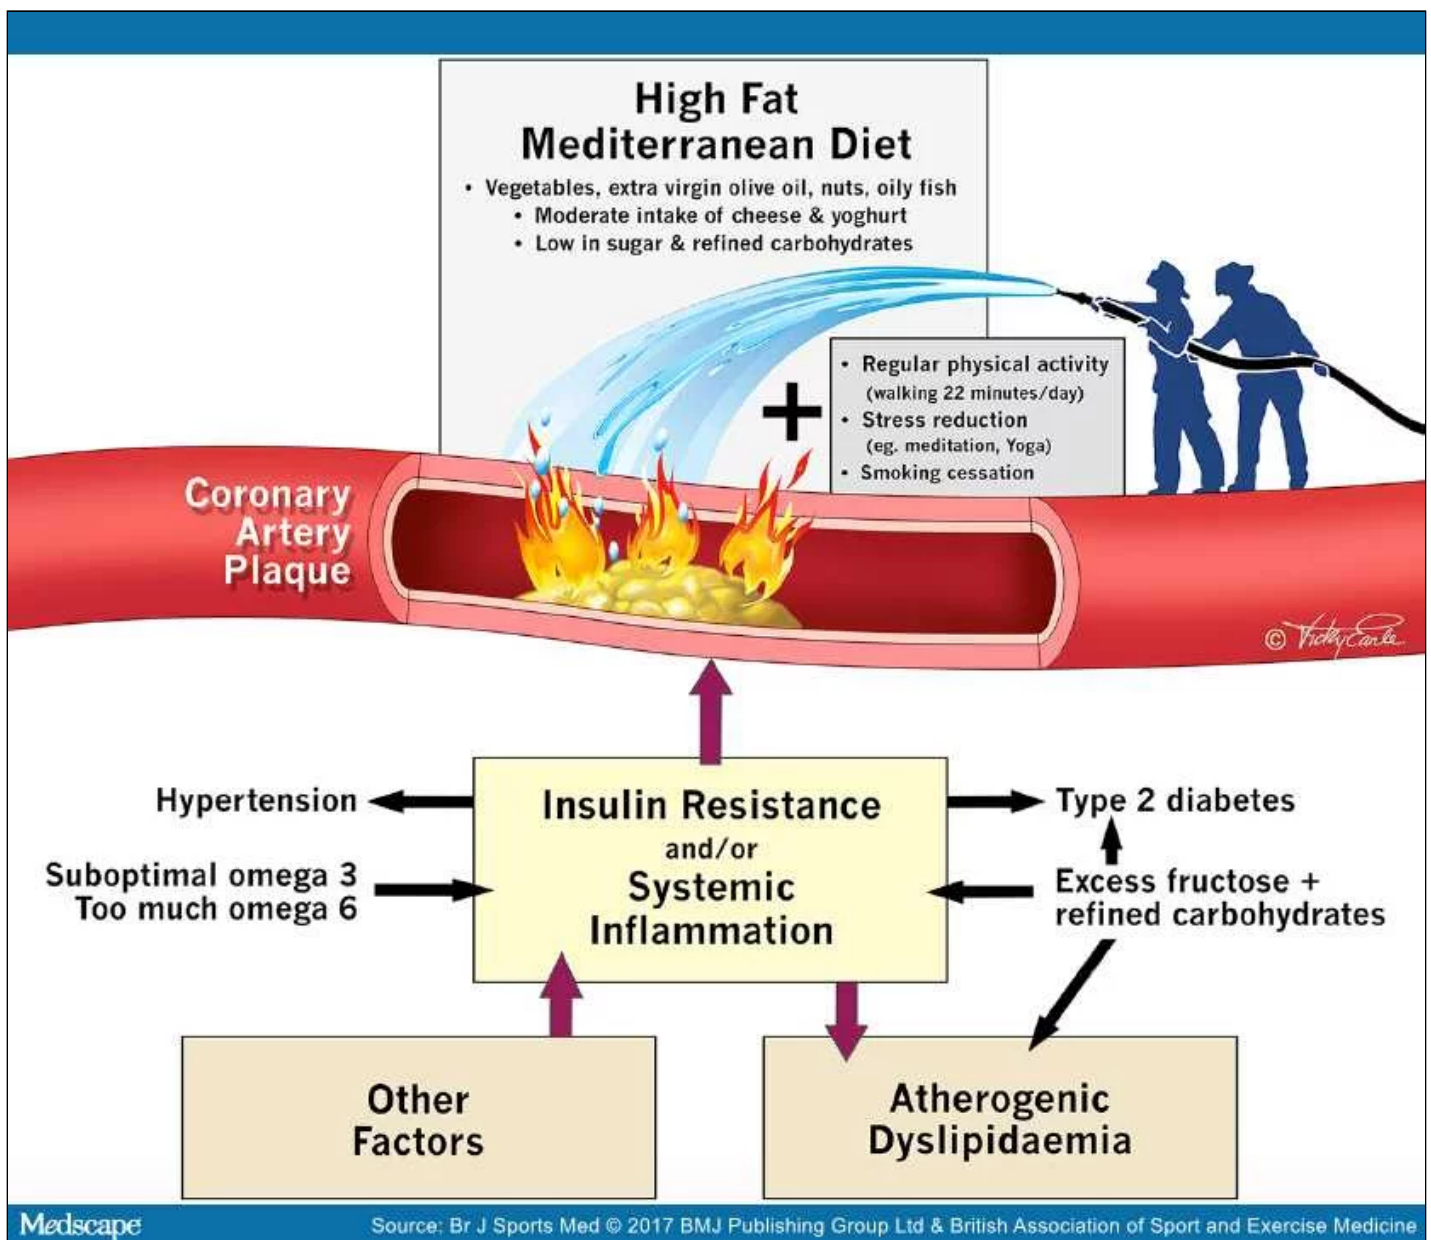 High Fat
Mediterranean Diet
• Vegetables, extra virgin olive oil, nuts, oily fish
• Moderate intake of cheese & yoghurt
• Low in sugar & refined carbohydrates
+
• Regular physical activity
(walking 22 minutes/day)
• Stress reduction
(eg. meditation, Yoga)
• Smoking cessation
Coronary
Artery
Plaque
© Vicky Earle
Hypertension
Insulin Resistance
and/or
Systemic
Inflammation
Type 2 diabetes
Suboptimal omega 3
Too much omega 6
Excess fructose +
refined carbohydrates
Other
Factors
Atherogenic
Dyslipidaemia
Medscape
Source: Br J Sports Med © 2017 BMJ Publishing Group Ltd & British Association of Sport and Exercise Medicine